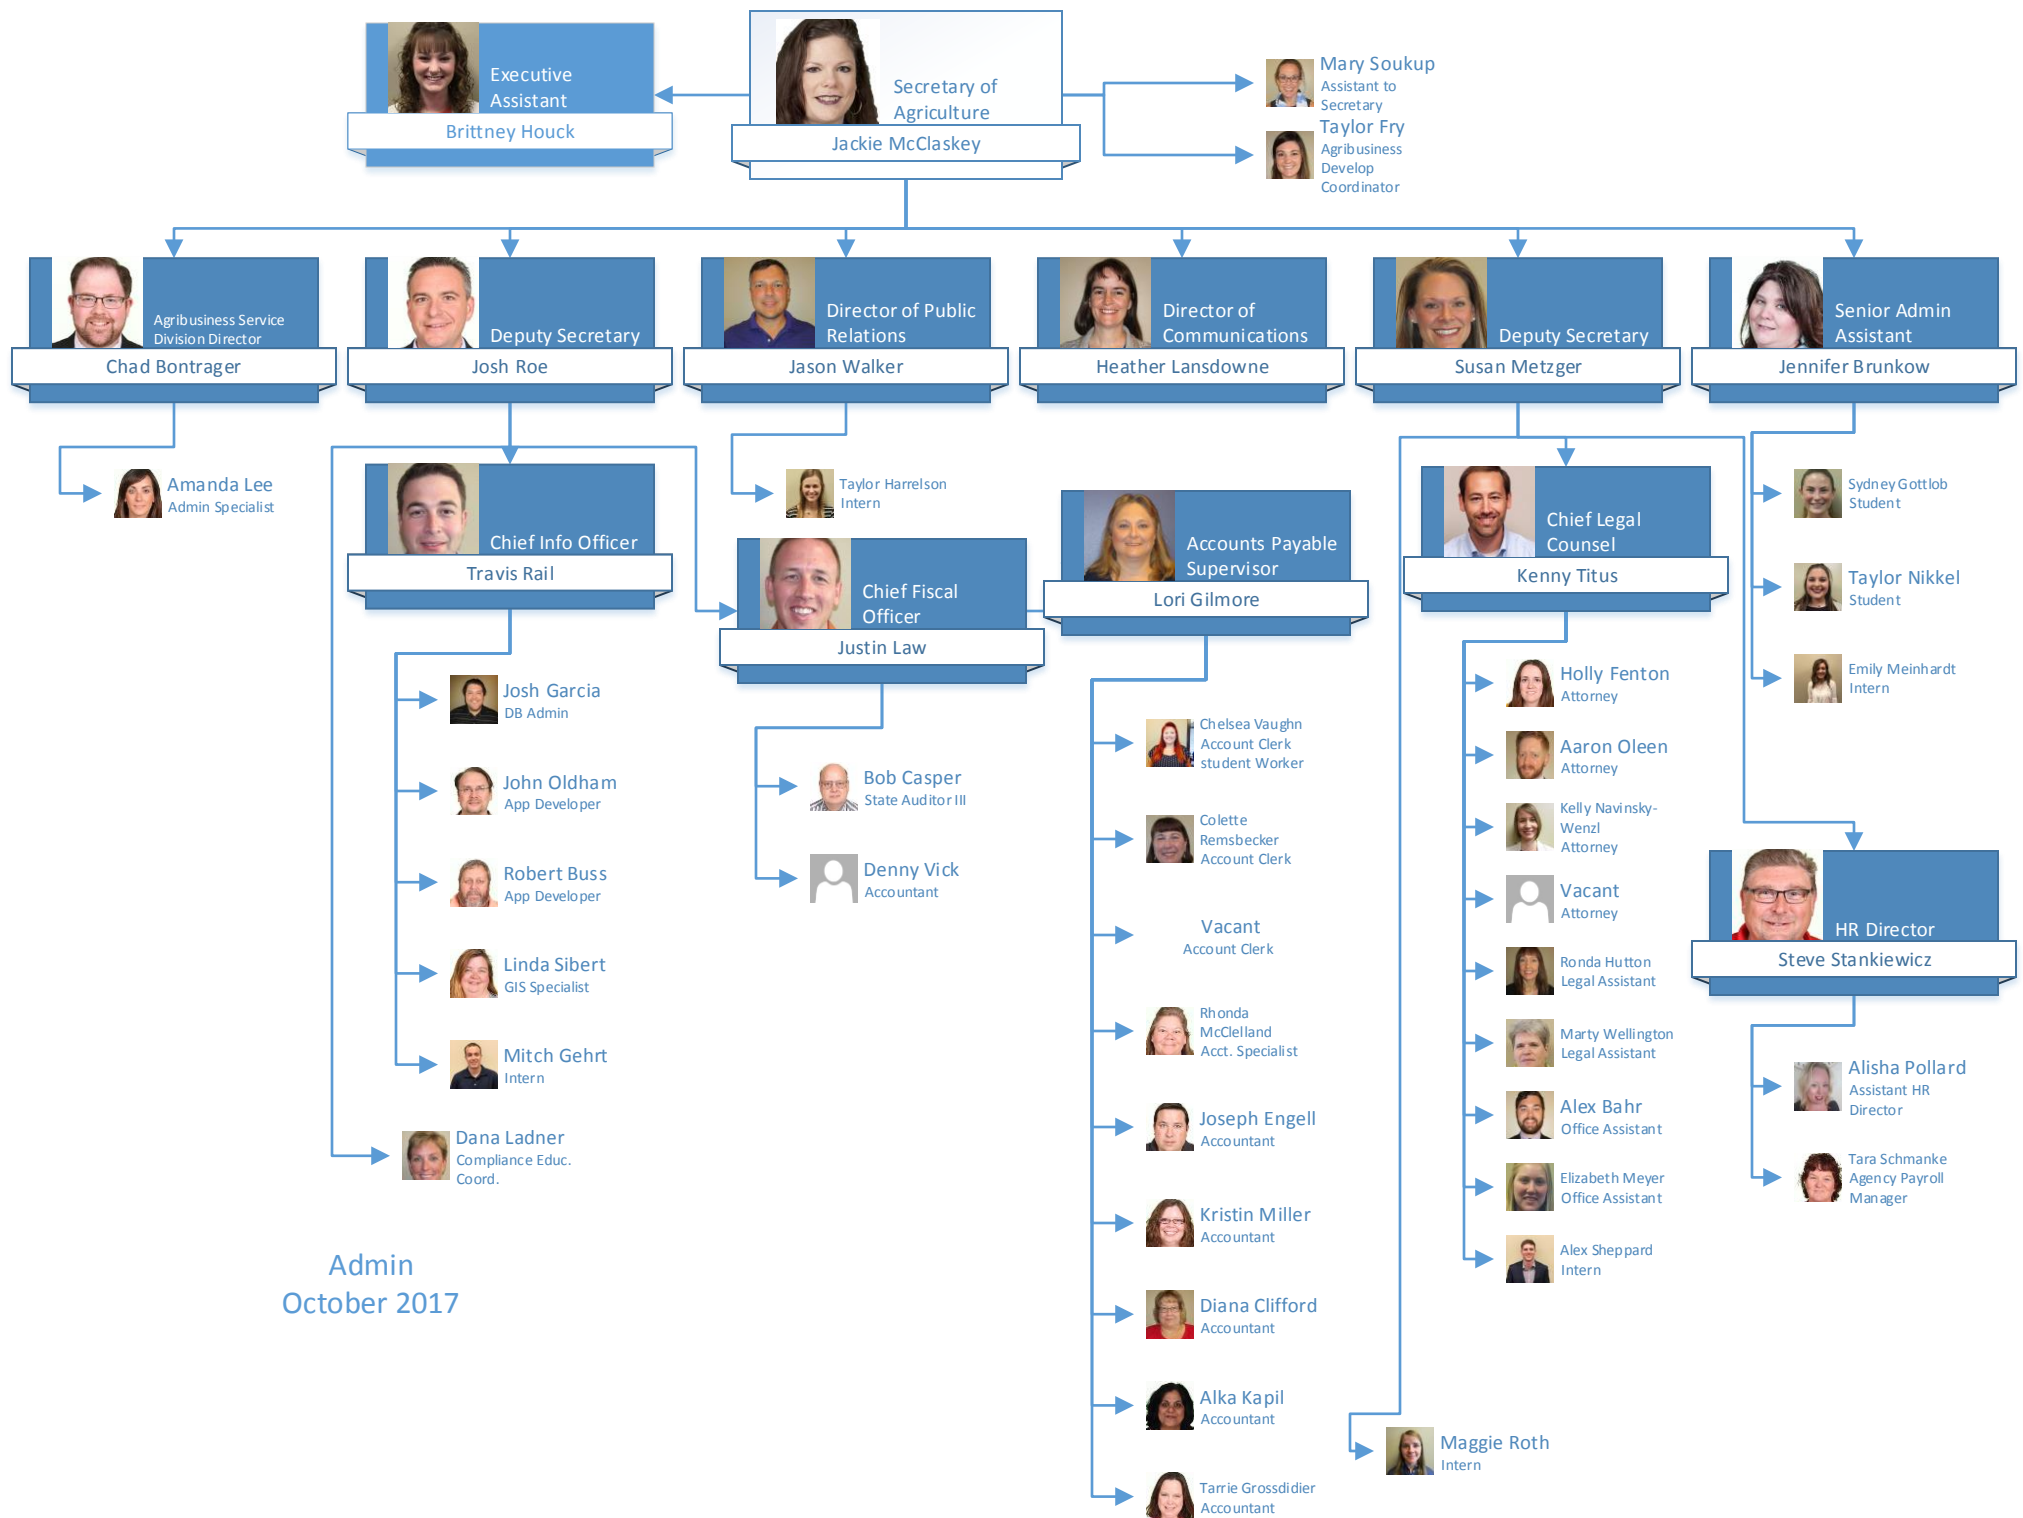 Executive
Assistant
Brittney Houck
Secretary of
Agriculture
Jackie McClaskey
Mary Soukup
Assistant to
Secretary
Taylor Fry
Agribusiness
Develop
Coordinator
Agribusiness Service
Division Director
Chad Bontrager
Deputy Secretary
Josh Roe
Director of Public
Relations
Jason Walker
Director of
Communications
Heather Lansdowne
Deputy Secretary
Susan Metzger
Senior Admin
Assistant
Jennifer Brunkow
Amanda Lee
Admin Specialist
Chief Info Officer
Travis Rail
Josh Garcia
DB Admin
John Oldham
App Developer
Robert Buss
App Developer
Linda Sibert
GIS Specialist
Mitch Gehrt
Intern
Dana Ladner
Compliance Educ.
Coord.
Taylor Harrelson
Intern
Chief Fiscal
Officer
Justin Law
Bob Casper
State Auditor III
Denny Vick
Accountant
Accounts Payable
Supervisor
Lori Gilmore
Chelsea Vaughn
Account Clerk
student Worker
Colette
Remsbecker
Account Clerk
Vacant
Account Clerk
Rhonda
McClelland
Acct. Specialist
Joseph Engell
Accountant
Kristin Miller
Accountant
Diana Clifford
Accountant
Alka Kapil
Accountant
Tarrie Grossdidier
Accountant
Chief Legal
Counsel
Kenny Titus
Holly Fenton
Attorney
Aaron Oleen
Attorney
Kelly Navinsky-
Wenzl
Attorney
Vacant
Attorney
Ronda Hutton
Legal Assistant
Marty Wellington
Legal Assistant
Alex Bahr
Office Assistant
Elizabeth Meyer
Office Assistant
Alex Sheppard
Intern
Maggie Roth
Intern
Sydney Gottlob
Student
Taylor Nikkel
Student
Emily Meinhardt
Intern
HR Director
Steve Stankiewicz
Alisha Pollard
Assistant HR
Director
Tara Schmanke
Agency Payroll
Manager
Admin
October 2017